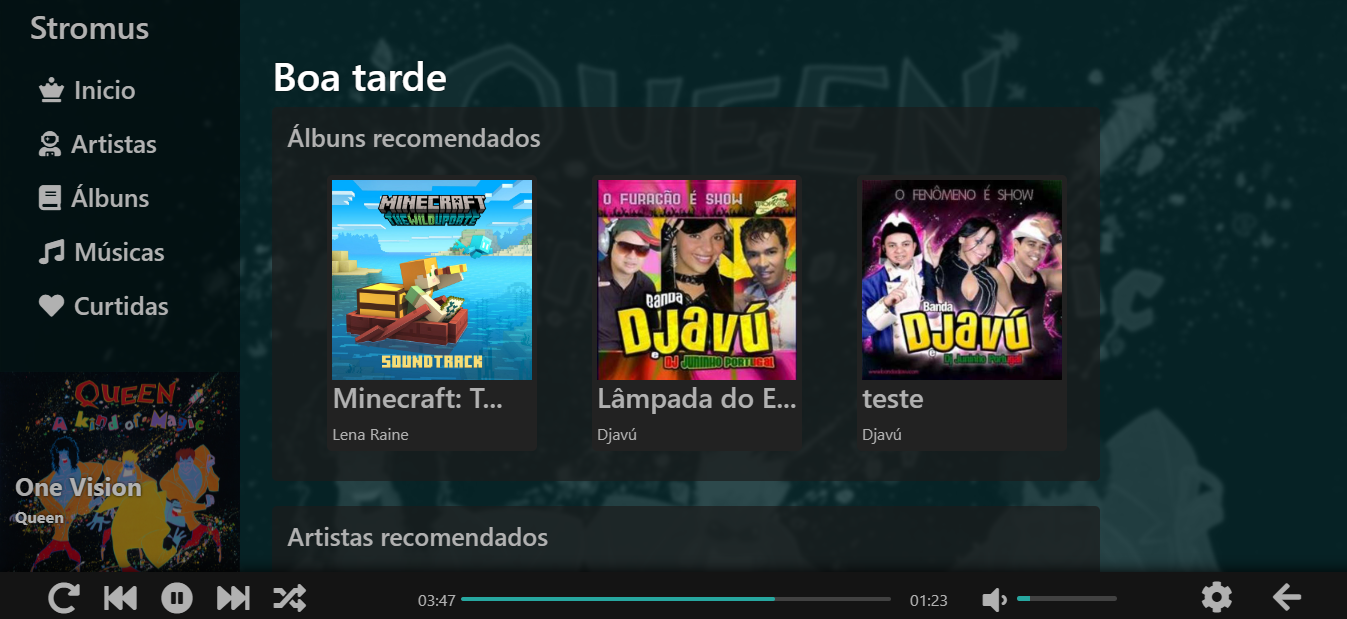 Stromus
Inicio
Artistas
Álbuns
Músicas
Curtidas
QUEEN
A kind of Magic
One Vision
Queen
QUEEN
Boa tarde
Álbuns recomendados
MINECRAFT
THE WILD UPDATE
SOUNDTRACK
Minecraft: T...
Lena Raine
O FURACÃO É SHOW
BANDA
DJAVÚ
e DJ JUNINHO PORTUGAL
Lâmpada do E...
Djavú
O FENÔMENO É SHOW
Banda
DJAVÚ
e DJ Juninho Portugal
teste
Djavú
Artistas recomendados
03:47
01:23